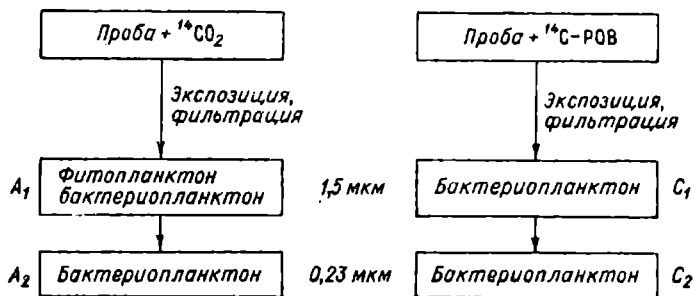 Проба + ¹⁴CO₂
Проба + ¹⁴C-РОВ
Экспозиция,
фильтрация
Экспозиция,
фильтрация
A₁
Фитопланктон
бактериопланктон
1,5 мкм
Бактериопланктон
C₁
A₂
Бактериопланктон
0,23 мкм
Бактериопланктон
C₂